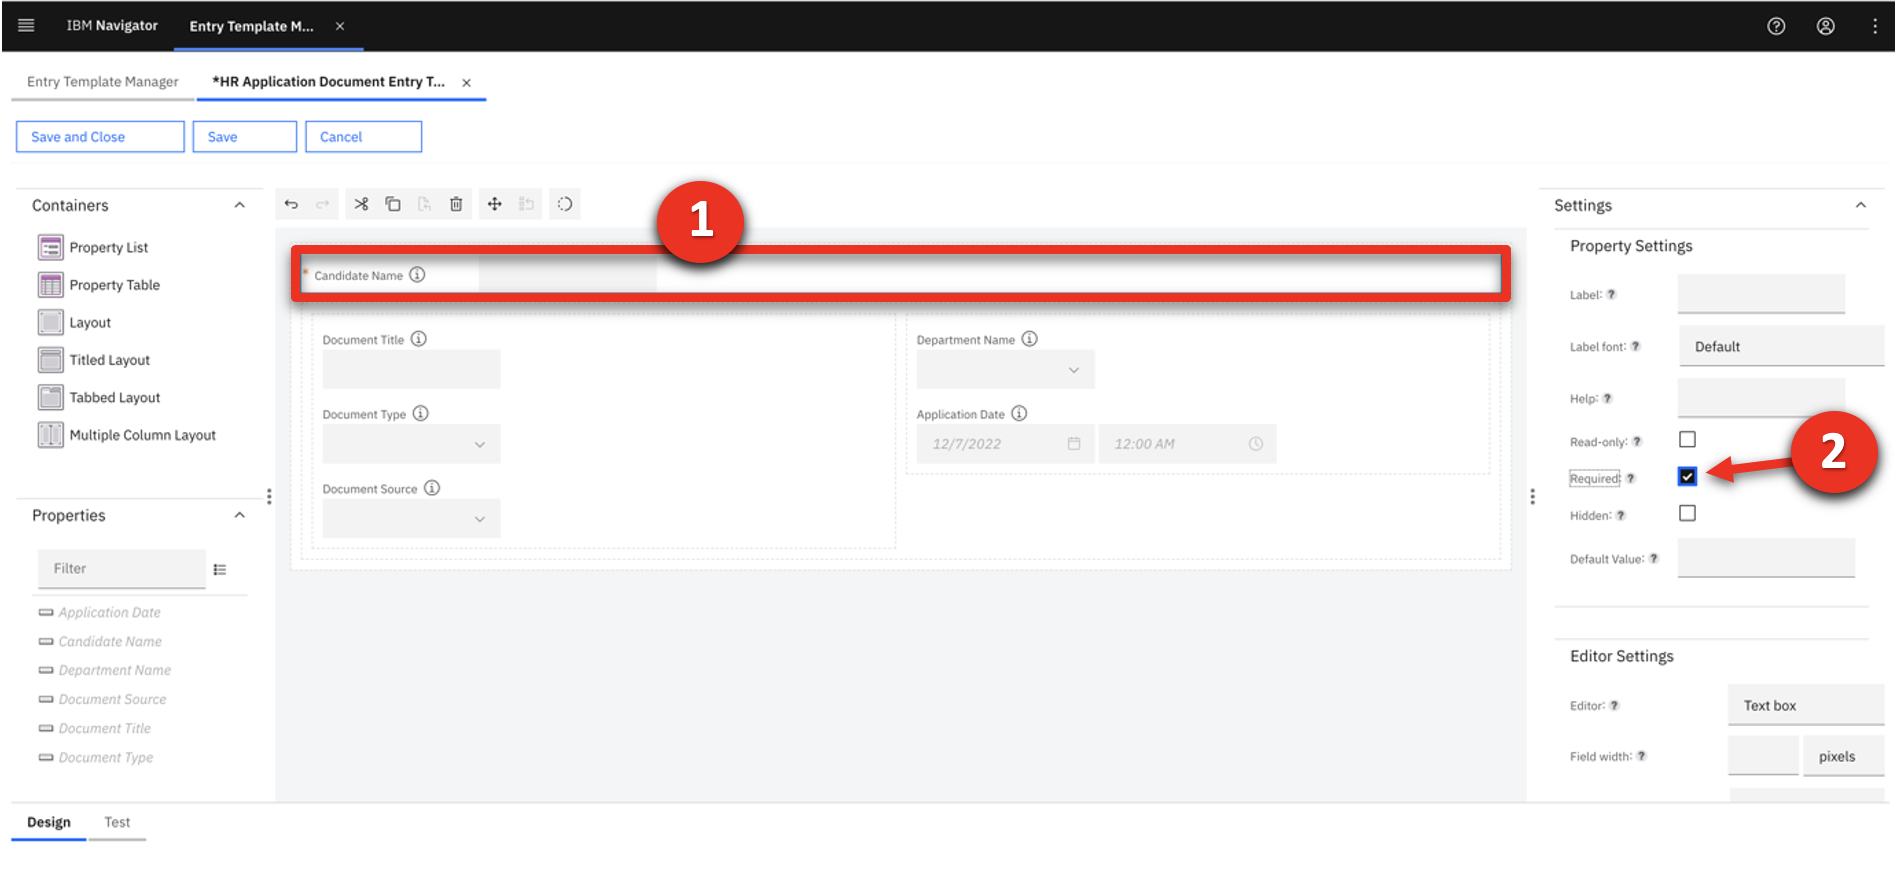 IBM Navigator
Entry Template M...
Entry Template Manager
*HR Application Document Entry T...
Save and Close
Save
Cancel
Containers
Property List
Property Table
Layout
Titled Layout
Tabbed Layout
Multiple Column Layout
Properties
Filter
Application Date
Candidate Name
Department Name
Document Source
Document Title
Document Type
1
* Candidate Name
Document Title
Document Type
Document Source
Department Name
Application Date
12/7/2022
12:00 AM
Settings
Property Settings
Label: ?
Label font: ?
Default
Help: ?
Read-only: ?
Required: ?
2
Hidden: ?
Default Value: ?
Editor Settings
Editor: ?
Text box
Field width: ?
pixels
Design
Test